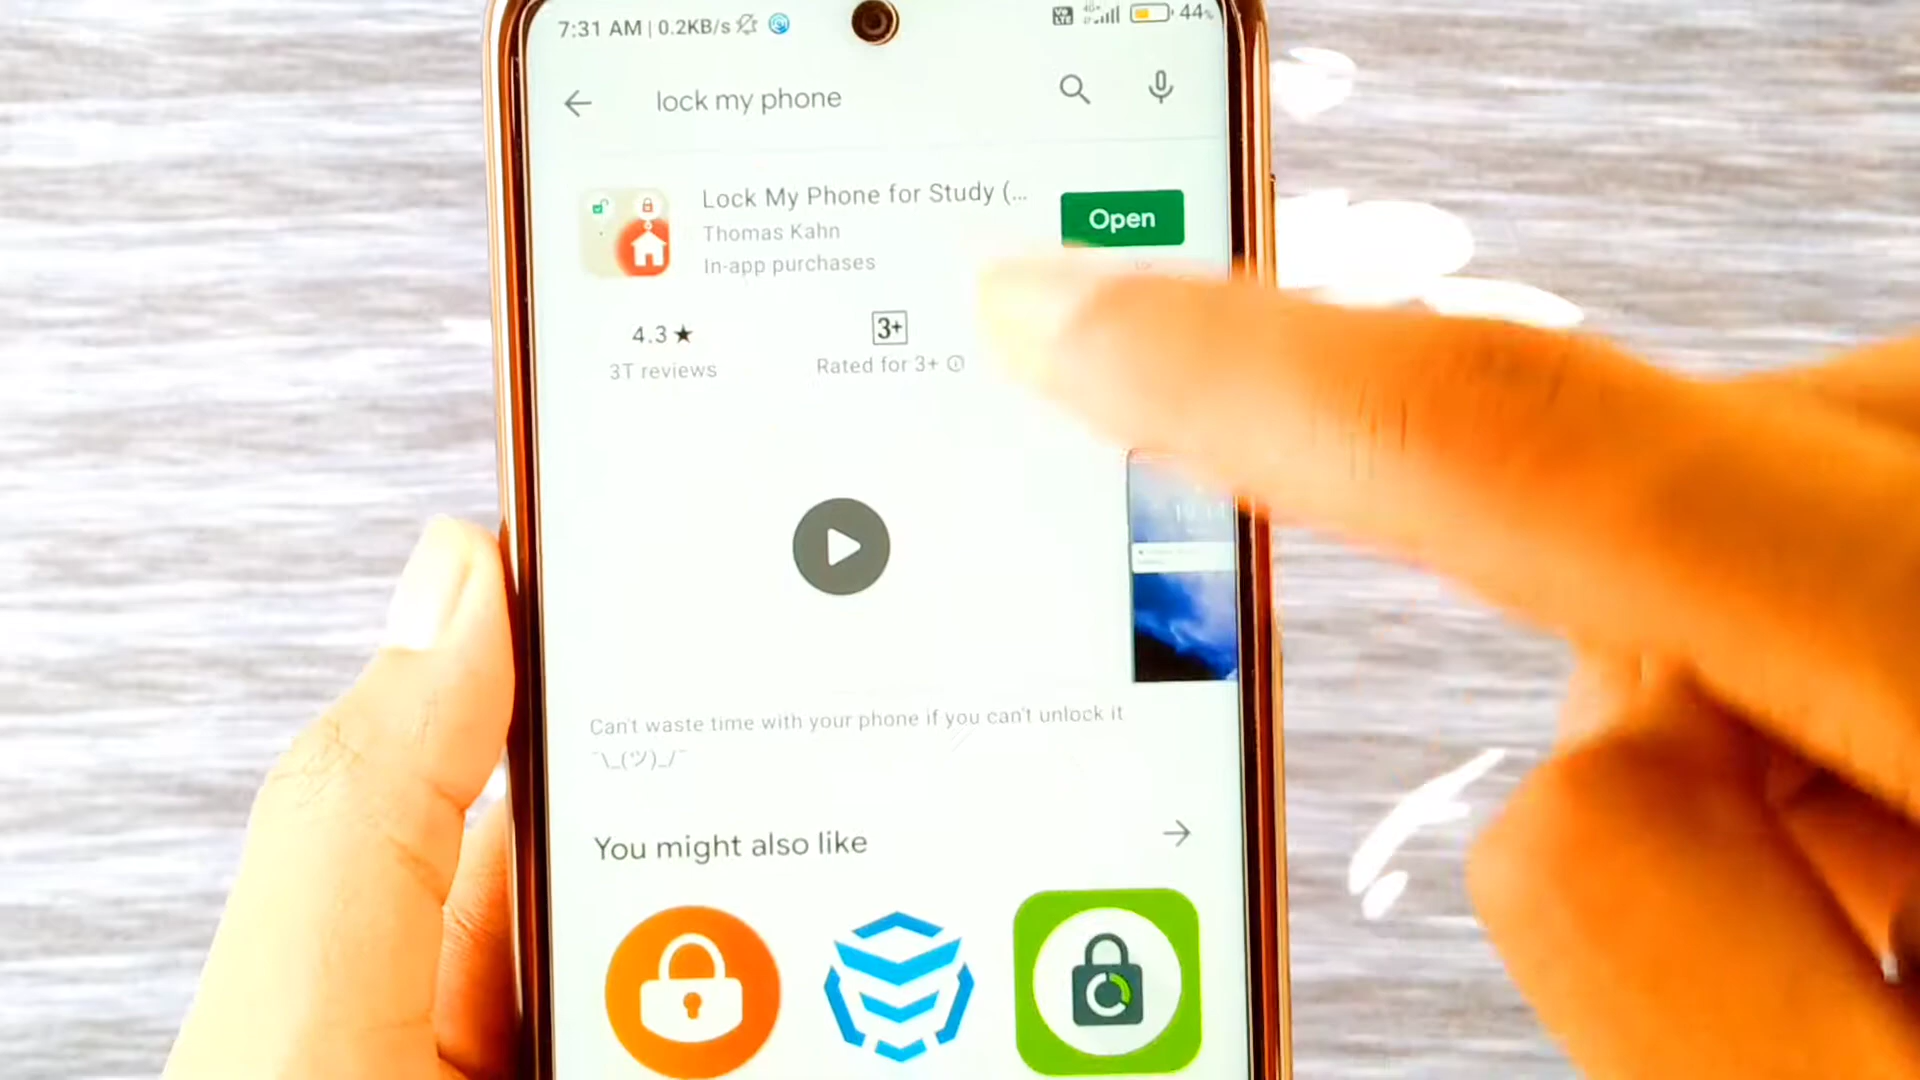 7:31 AM | 0.2KB/s
44%
lock my phone
Lock My Phone for Study (...
Thomas Kahn
Open
In-app purchases
4.3 ★
3+
3T reviews
Rated for 3+
Can't waste time with your phone if you can't unlock it
¯\_(ツ)_/¯
You might also like